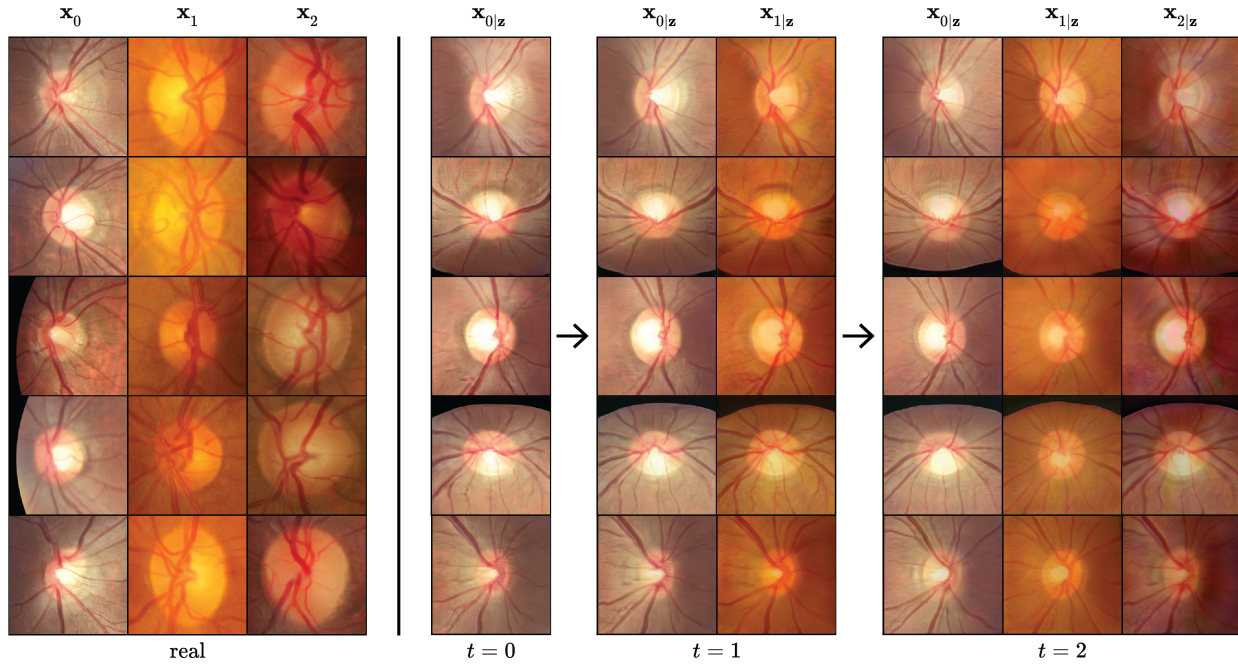 x₀ x₁ x₂ x₀|z x₀|z x₁|z x₀|z x₁|z x₂|z
real t = 0 t = 1 t = 2